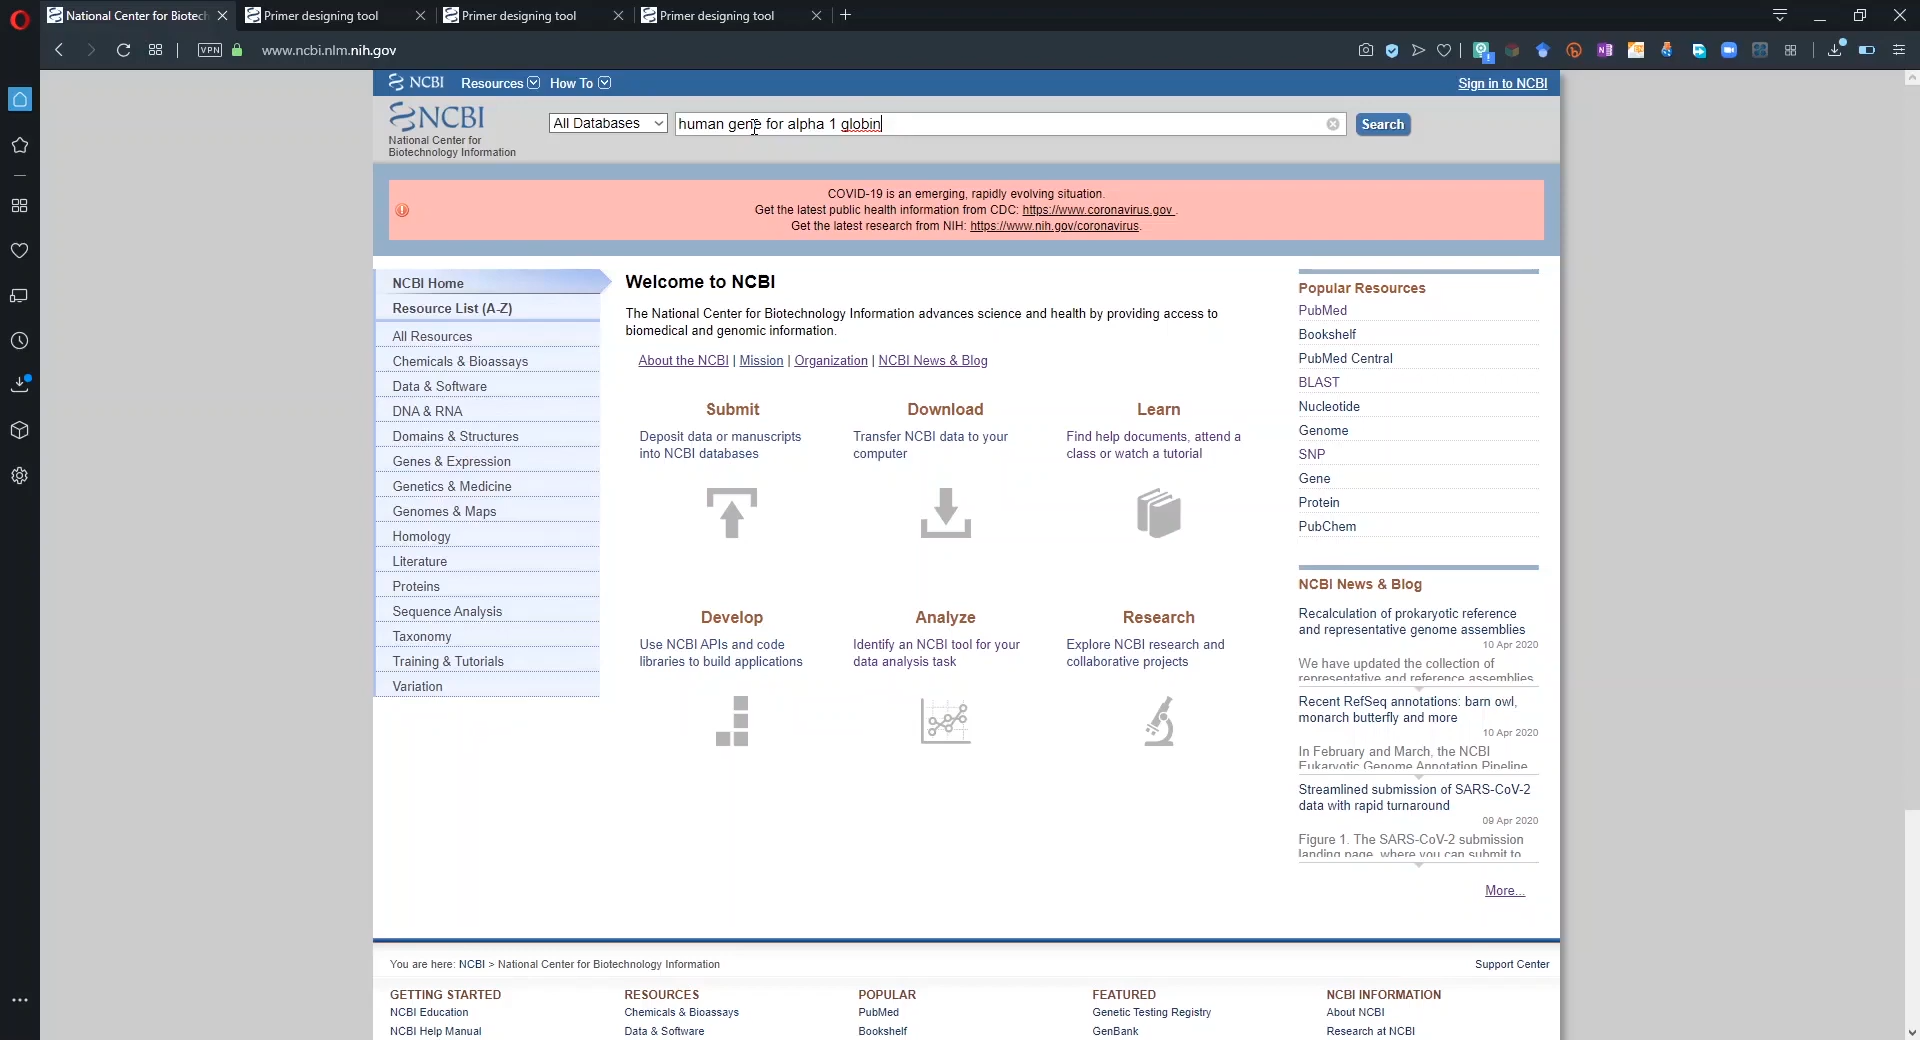 National Center for Biotech
Primer designing tool
Primer designing tool
Primer designing tool
VPN
www.ncbi.nlm.nih.gov
NCBI
Resources
How To
Sign in to NCBI
NCBI
National Center for
Biotechnology Information
All Databases
human gene for alpha 1 globin
Search
COVID-19 is an emerging, rapidly evolving situation.
Get the latest public health information from CDC: https://www.coronavirus.gov .
Get the latest research from NIH: https://www.nih.gov/coronavirus.
NCBI Home
Resource List (A-Z)
All Resources
Chemicals & Bioassays
Data & Software
DNA & RNA
Domains & Structures
Genes & Expression
Genetics & Medicine
Genomes & Maps
Homology
Literature
Proteins
Sequence Analysis
Taxonomy
Training & Tutorials
Variation
Welcome to NCBI
The National Center for Biotechnology Information advances science and health by providing access to
biomedical and genomic information.
About the NCBI | Mission | Organization | NCBI News & Blog
Submit
Deposit data or manuscripts
into NCBI databases
Download
Transfer NCBI data to your
computer
Learn
Find help documents, attend a
class or watch a tutorial
Develop
Use NCBI APIs and code
libraries to build applications
Analyze
Identify an NCBI tool for your
data analysis task
Research
Explore NCBI research and
collaborative projects
Popular Resources
PubMed
Bookshelf
PubMed Central
BLAST
Nucleotide
Genome
SNP
Gene
Protein
PubChem
NCBI News & Blog
Recalculation of prokaryotic reference
and representative genome assemblies
10 Apr 2020
We have updated the collection of
representative and reference assemblies
Recent RefSeq annotations: barn owl,
monarch butterfly and more
10 Apr 2020
In February and March, the NCBI
Eukaryotic Genome Annotation Pipeline
Streamlined submission of SARS-CoV-2
data with rapid turnaround
09 Apr 2020
Figure 1. The SARS-CoV-2 submission
landing page, where you can submit to
More...
You are here: NCBI > National Center for Biotechnology Information
Support Center
GETTING STARTED
NCBI Education
NCBI Help Manual
RESOURCES
Chemicals & Bioassays
Data & Software
POPULAR
PubMed
Bookshelf
FEATURED
Genetic Testing Registry
GenBank
NCBI INFORMATION
About NCBI
Research at NCBI